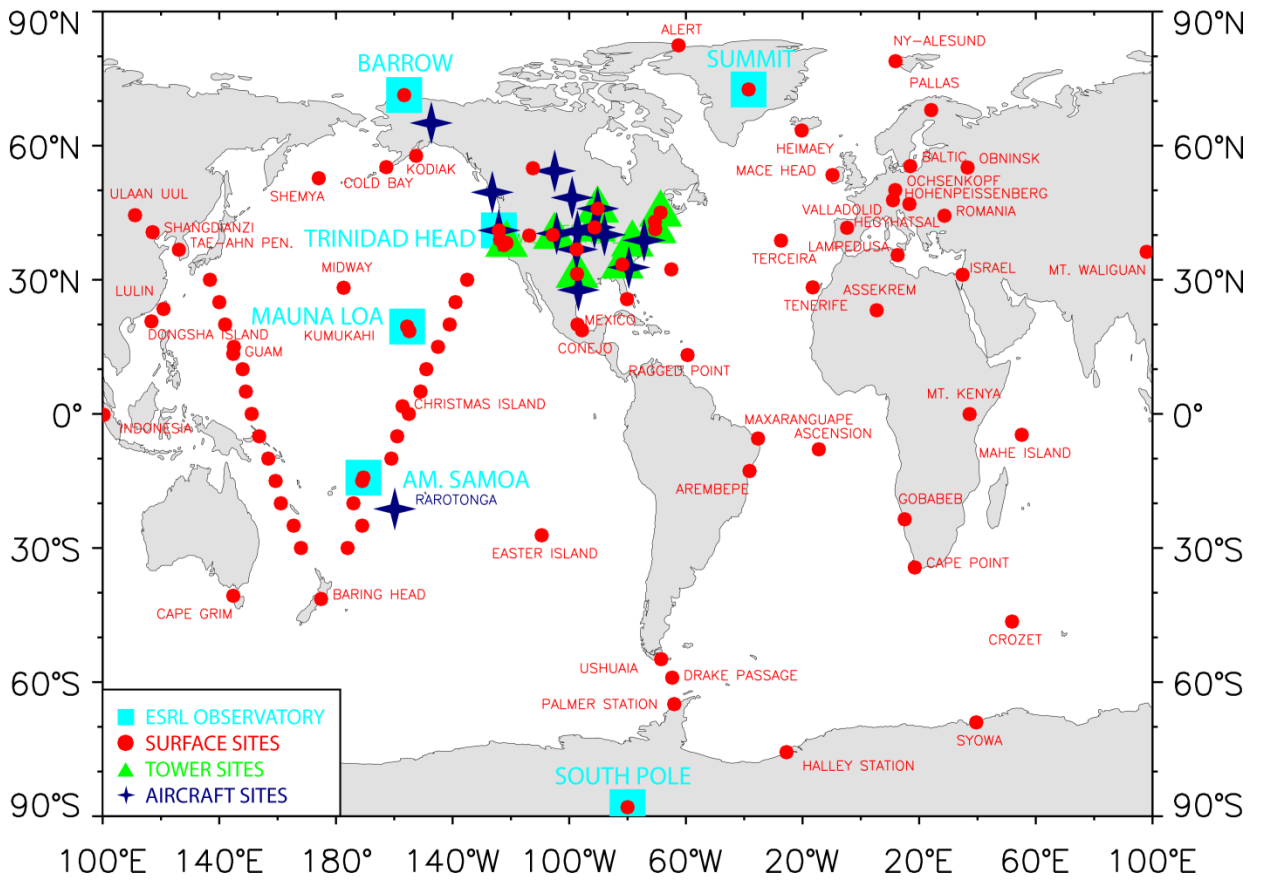 90°N
90°N
ALERT
NY-ALESUND
BARROW
SUMMIT
PALLAS
60°N
60°N
HEIMAEY
BALTIC
OBNINSK
KODIAK
MACE HEAD
COLD BAY
OCHSENKOPF
SHEMYA
HOHENPEISSENBERG
ULAAN UUL
VALLADOLID
ROMANIA
SHANGDIANZI
HEGYHATSAL
TRINIDAD HEAD
TAE-AHN PEN.
LAMPEDUSA
TERCEIRA
ISRAEL
MT. WALIGUAN
MIDWAY
30°N
30°N
LULIN
ASSEKREM
TENERIFE
MAUNA LOA
MEXICO
DONGSHA ISLAND
KUMUKAHI
CONEJO
GUAM
RAGGED POINT
MT. KENYA
CHRISTMAS ISLAND
0°
0°
MAXARANGUAPE
INDONESIA
ASCENSION
MAHE ISLAND
AM. SAMOA
AREMBEPE
RAROTONGA
GOBABEB
EASTER ISLAND
30°S
30°S
CAPE POINT
BARING HEAD
CAPE GRIM
CROZET
USHUAIA
DRAKE PASSAGE
60°S
60°S
PALMER STATION
ESRL OBSERVATORY
SURFACE SITES
SYOWA
TOWER SITES
HALLEY STATION
SOUTH POLE
AIRCRAFT SITES
90°S
90°S
100°E 140°E 180° 140°W 100°W 60°W 20°W 20°E 60°E 100°E